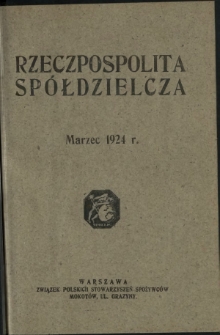 RZECZPOSPOLITA
SPÓŁDZIELCZA
Marzec 1924 r.
WARSZAWA
ZWIĄZEK POLSKICH STOWARZYSZEŃ SPOŻYWCÓW
MOKOTÓW, UL. GRAŻYNY.